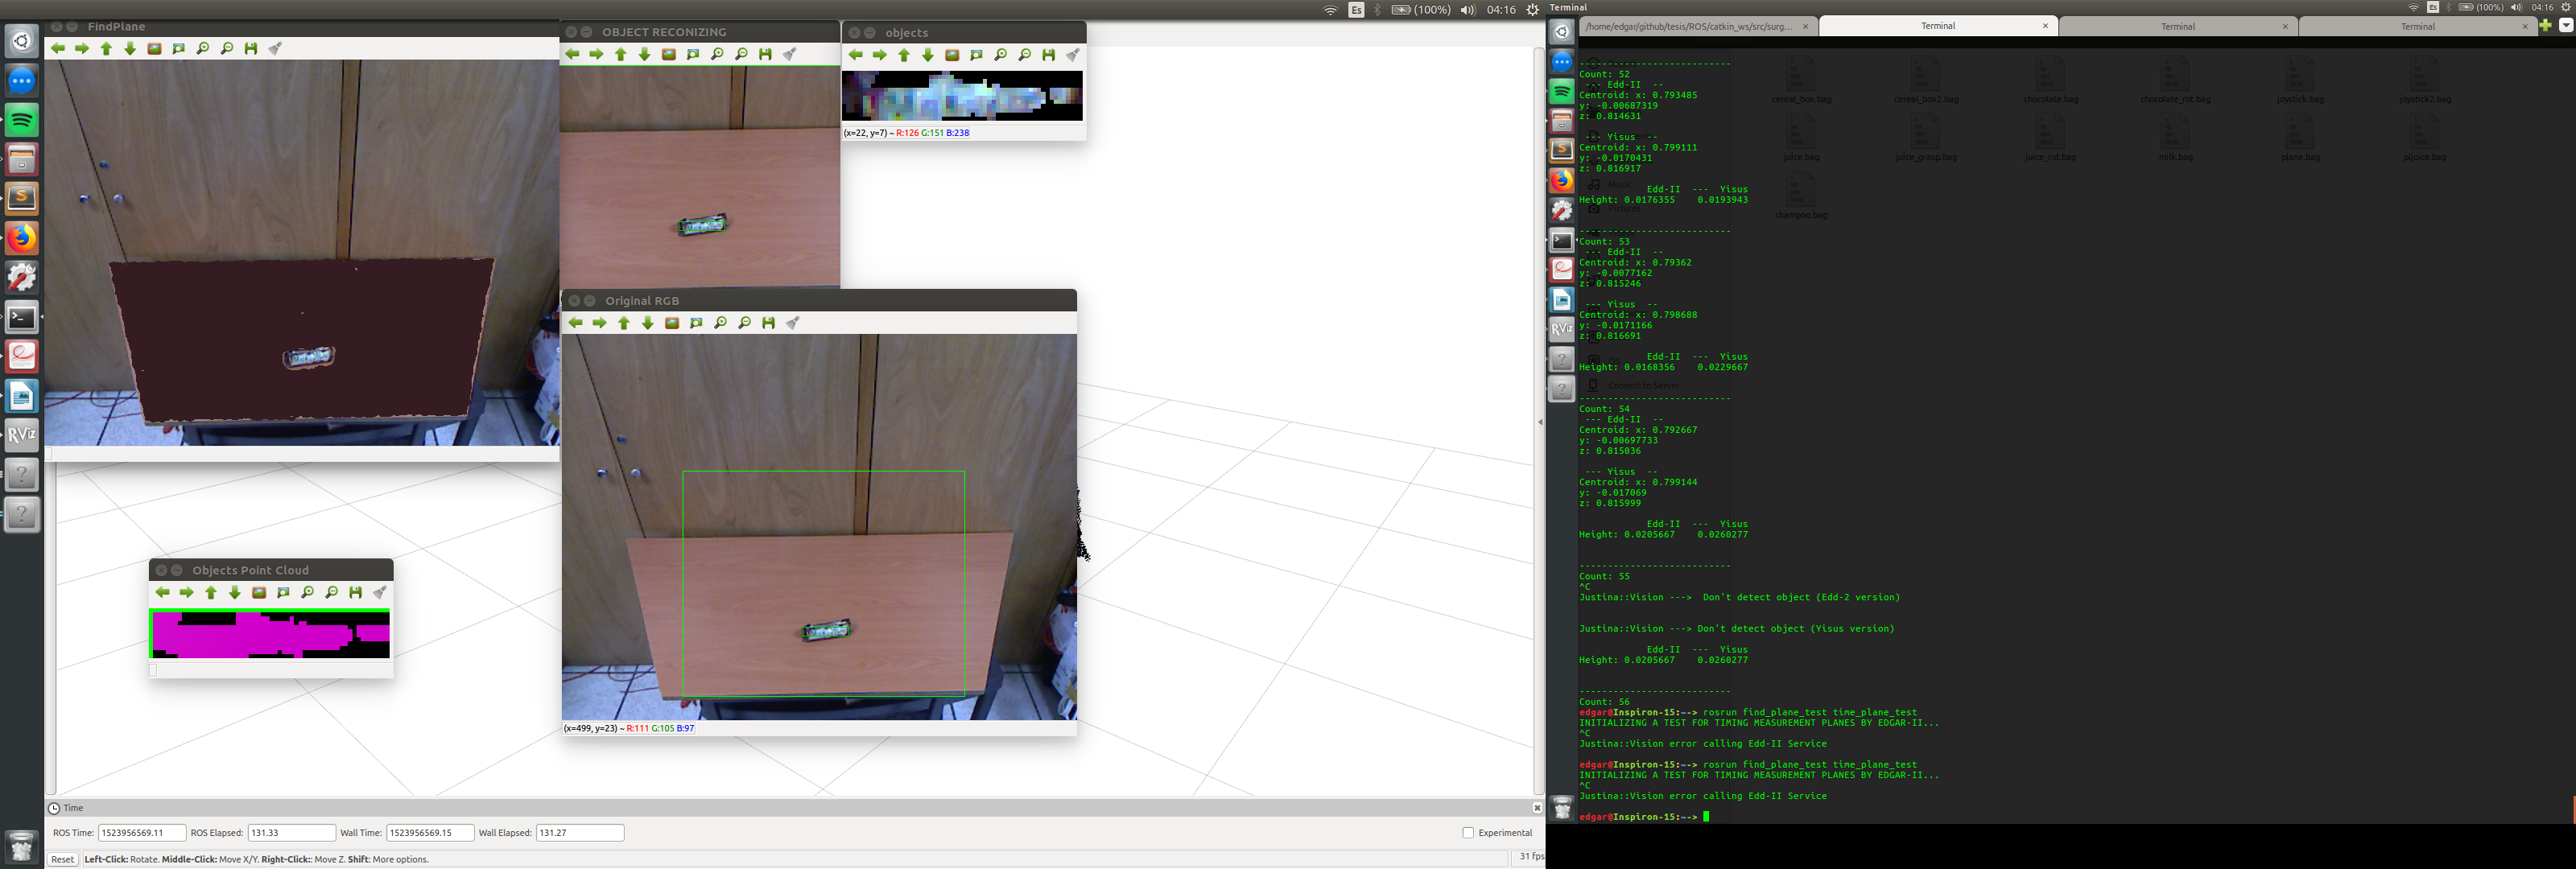 Es
(100%)
04:16
FindPlane
OBJECT RECONIZING
objects
(x=22, y=7) ~ R:126 G:151 B:238
Original RGB
(x=499, y=23) ~ R:111 G:105 B:97
Objects Point Cloud
RViz
Time
ROS Time: 1523956569.11 ROS Elapsed: 131.33 Wall Time: 1523956569.15 Wall Elapsed: 131.27
Experimental
Reset
Left-Click: Rotate. Middle-Click: Move X/Y. Right-Click:: Move Z. Shift: More options.
31 fps
Terminal
Es
(100%)
04:16
/home/edgar/github/tesis/ROS/catkin_ws/src/surg...
Terminal
Terminal
Terminal
cereal_box.bag
cereal_box2.bag
chocolate.bag
chocolate_rot.bag
joystick.bag
joystick2.bag
juice.bag
juice_grasp.bag
juice_rot.bag
milk.bag
plane.bag
pljuice.bag
shampoo.bag
Music
Pictures
Connect to Server
RViz
---------------------------
Count: 52
--- Edd-II --
Centroid: x: 0.793485
y: -0.00687319
z: 0.814631
--- Yisus --
Centroid: x: 0.799111
y: -0.0170431
z: 0.816917
Edd-II --- Yisus
Height: 0.0176355 0.0193943
---------------------------
Count: 53
--- Edd-II --
Centroid: x: 0.79362
y: -0.0077162
z: 0.815246
--- Yisus --
Centroid: x: 0.798688
y: -0.0171166
z: 0.816691
Edd-II --- Yisus
Height: 0.0168356 0.0229667
---------------------------
Count: 54
--- Edd-II --
Centroid: x: 0.792667
y: -0.00697733
z: 0.815036
--- Yisus --
Centroid: x: 0.799144
y: -0.017069
z: 0.815999
Edd-II --- Yisus
Height: 0.0205667 0.0260277
---------------------------
Count: 55
^C
Justina::Vision ---> Don't detect object (Edd-2 version)
Justina::Vision ---> Don't detect object (Yisus version)
Edd-II --- Yisus
Height: 0.0205667 0.0260277
---------------------------
Count: 56
edgar@Inspiron-15:~-> rosrun find_plane_test time_plane_test
INITIALIZING A TEST FOR TIMING MEASUREMENT PLANES BY EDGAR-II...
^C
Justina::Vision error calling Edd-II Service
edgar@Inspiron-15:~-> rosrun find_plane_test time_plane_test
INITIALIZING A TEST FOR TIMING MEASUREMENT PLANES BY EDGAR-II...
^C
Justina::Vision error calling Edd-II Service
edgar@Inspiron-15:~->